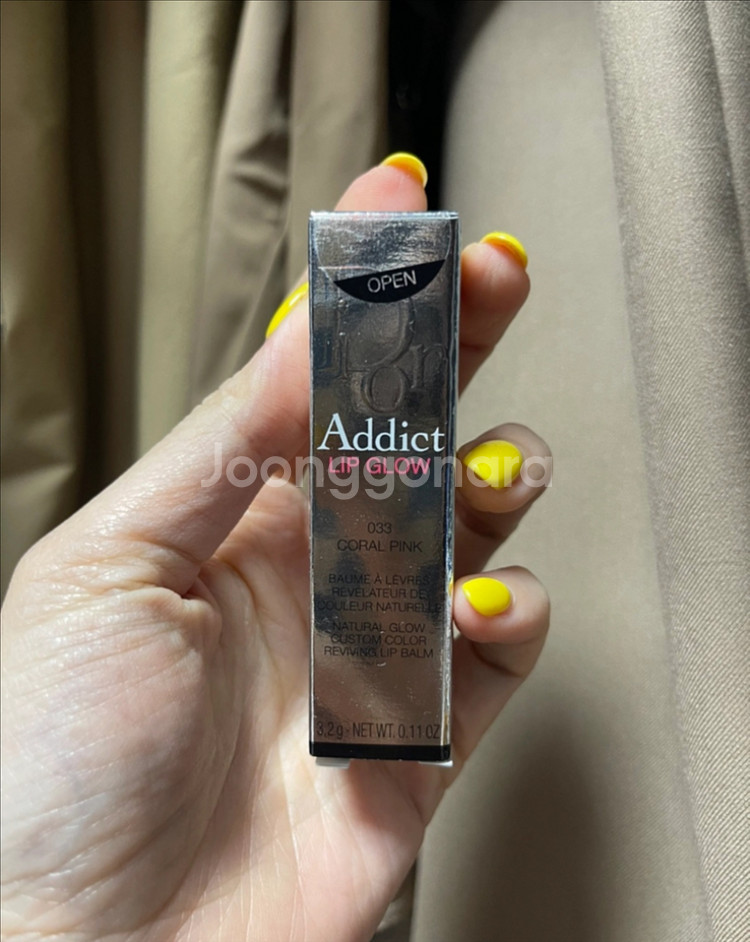 OPEN
Dior
Addict
LIP GLOW
Joonggonara
033
CORAL PINK
BAUME À LÈVRES
RÉVÉLATEUR DE
COULEUR NATURELLE
NATURAL GLOW
CUSTOM COLOR
REVIVING LIP BALM
3,2 g - NET WT. 0.11 OZ